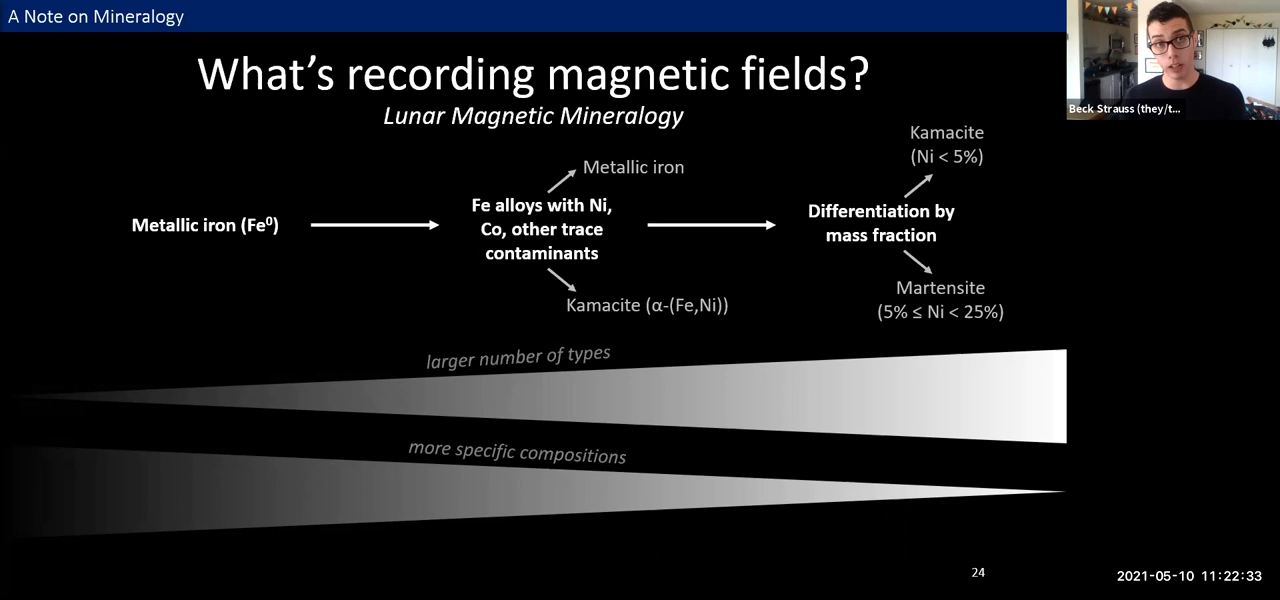 A Note on Mineralogy
What's recording magnetic fields?
Lunar Magnetic Mineralogy
Metallic iron (Fe⁰)
Metallic iron
Fe alloys with Ni,
Co, other trace
contaminants
Kamacite (α-(Fe,Ni))
Kamacite
(Ni < 5%)
Differentiation by
mass fraction
Martensite
(5% ≤ Ni < 25%)
larger number of types
more specific compositions
24
Beck Strauss (they/t...
2021-05-10 11:22:33